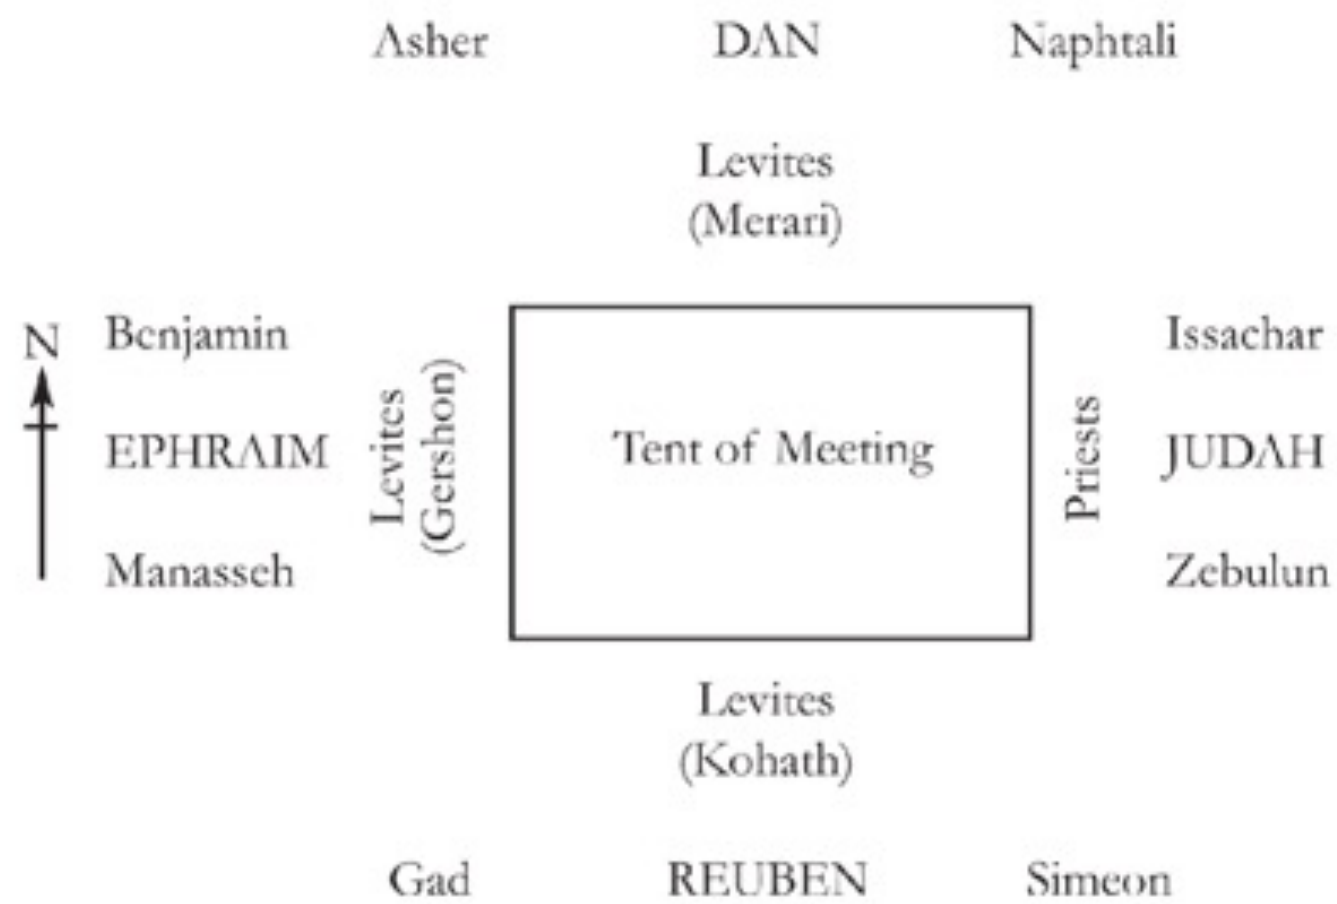 Asher DAN Naphtali
Levites
(Merari)
N Benjamin Issachar
Levites
(Gershon)
EPHRAIM Tent of Meeting JUDAH
Priests
Manasseh Zebulun
Levites
(Kohath)
Gad REUBEN Simeon